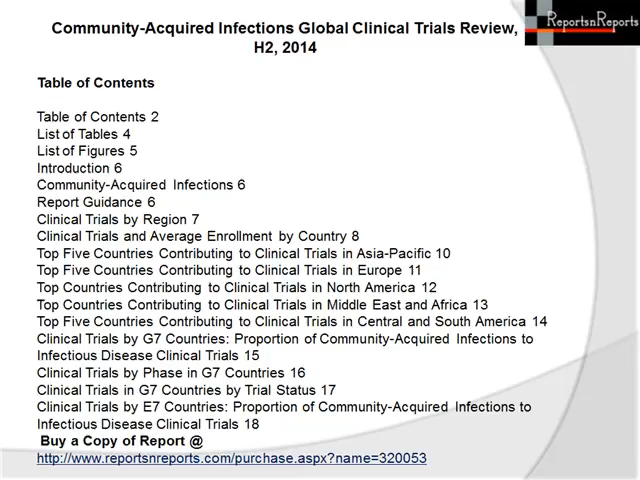 Community-Acquired Infections Global Clinical Trials Review,
H2, 2014
ReportsnReports
Table of Contents
Table of Contents 2
List of Tables 4
List of Figures 5
Introduction 6
Community-Acquired Infections 6
Report Guidance 6
Clinical Trials by Region 7
Clinical Trials and Average Enrollment by Country 8
Top Five Countries Contributing to Clinical Trials in Asia-Pacific 10
Top Five Countries Contributing to Clinical Trials in Europe 11
Top Countries Contributing to Clinical Trials in North America 12
Top Countries Contributing to Clinical Trials in Middle East and Africa 13
Top Five Countries Contributing to Clinical Trials in Central and South America 14
Clinical Trials by G7 Countries: Proportion of Community-Acquired Infections to
Infectious Disease Clinical Trials 15
Clinical Trials by Phase in G7 Countries 16
Clinical Trials in G7 Countries by Trial Status 17
Clinical Trials by E7 Countries: Proportion of Community-Acquired Infections to
Infectious Disease Clinical Trials 18
Buy a Copy of Report @
http://www.reportsnreports.com/purchase.aspx?name=320053